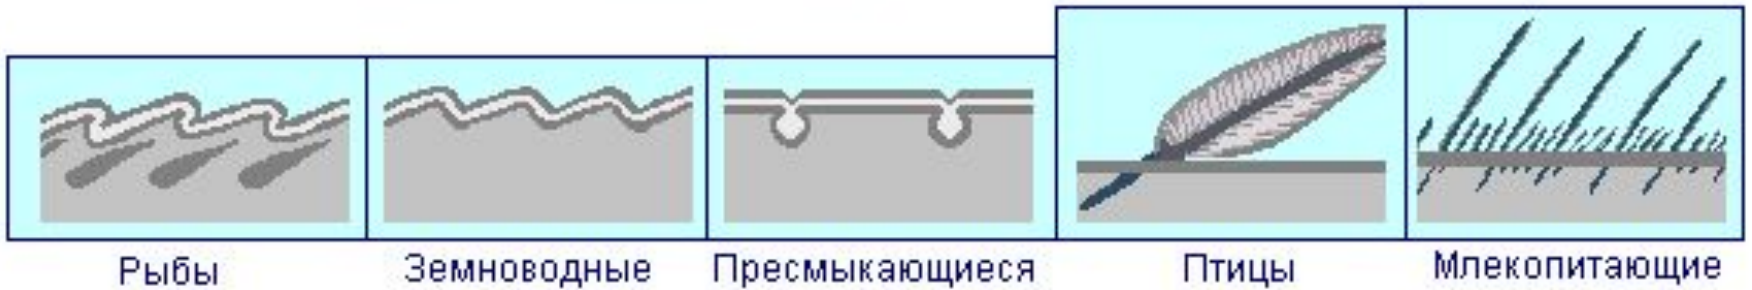 Рыбы Земноводные Пресмыкающиеся Птицы Млекопитающие